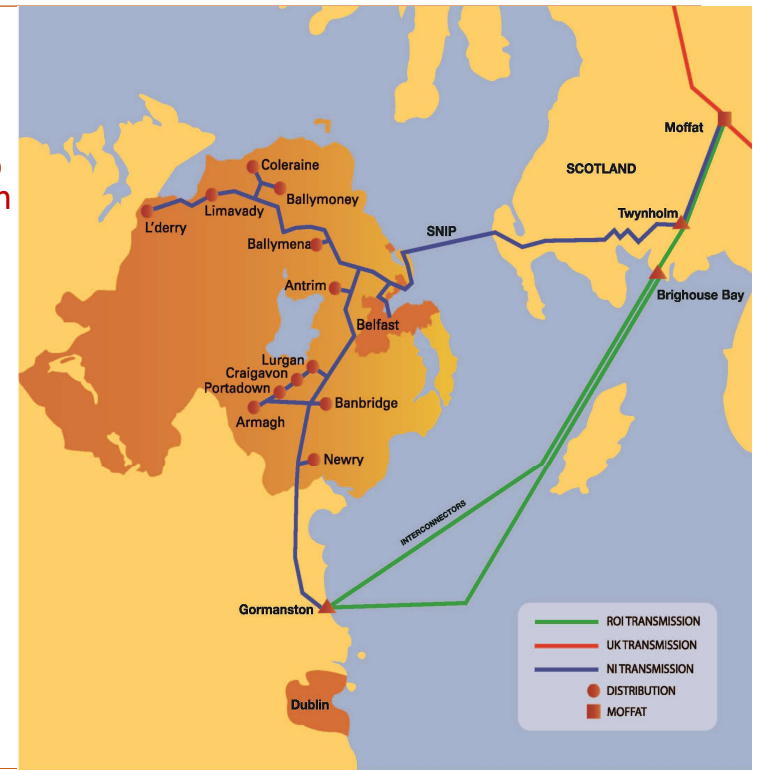 Moffat
SCOTLAND
Coleraine
Ballymoney
Limavady
L'derry
Twynholm
SNIP
Ballymena
Antrim
Brighouse Bay
Belfast
Lurgan
Craigavon
Portadown
Banbridge
Armagh
Newry
INTERCONNECTORS
Gormanston
ROI TRANSMISSION
UK TRANSMISSION
NI TRANSMISSION
DISTRIBUTION
MOFFAT
Dublin